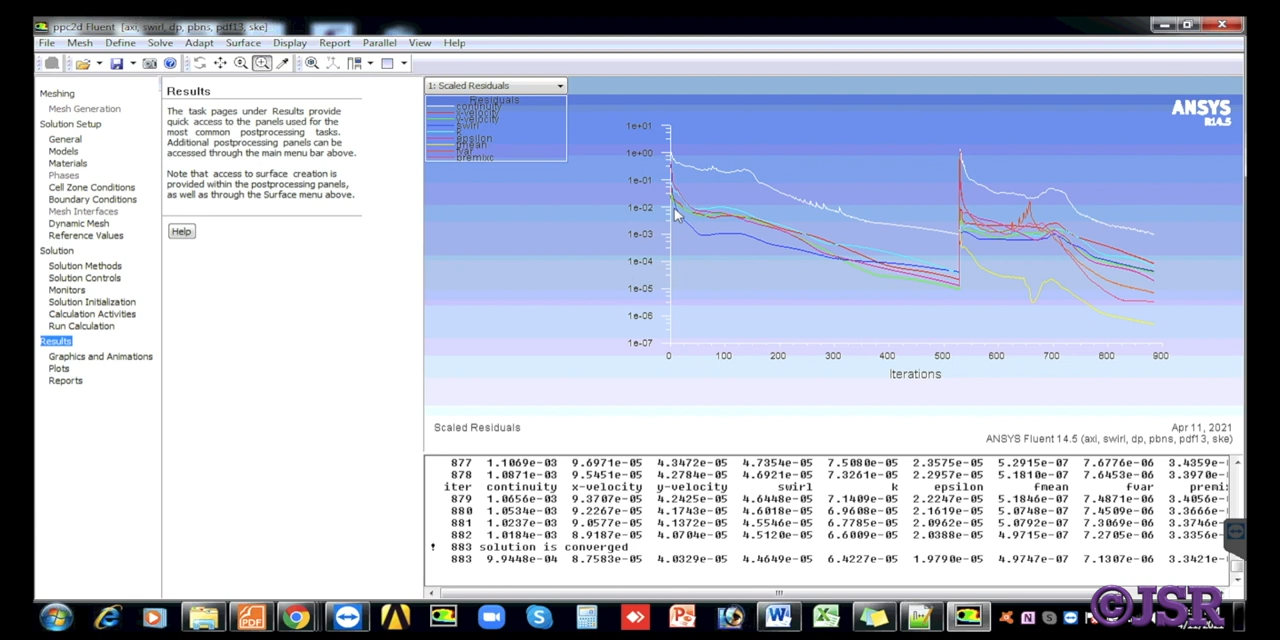 ppc2d Fluent [axi, swirl, dp, pbns, pdf13, ske]
File Mesh Define Solve Adapt Surface Display Report Parallel View Help
Meshing
Mesh Generation
Solution Setup
General
Models
Materials
Phases
Cell Zone Conditions
Boundary Conditions
Mesh Interfaces
Dynamic Mesh
Reference Values
Solution
Solution Methods
Solution Controls
Monitors
Solution Initialization
Calculation Activities
Run Calculation
Results
Graphics and Animations
Plots
Reports
Results
The task pages under Results provide
quick access to the panels used for the
most common postprocessing tasks.
Additional postprocessing panels can be
accessed through the main menu bar above.
Note that access to surface creation is
provided within the postprocessing panels,
as well as through the Surface menu above.
Help
1: Scaled Residuals
Residuals
continuity
x-velocity
y-velocity
swirl
k
epsilon
fmean
fvar
premixc
ANSYS
R14.5
1e+01
1e+00
1e-01
1e-02
1e-03
1e-04
1e-05
1e-06
1e-07
0 100 200 300 400 500 600 700 800 900
Iterations
Scaled Residuals
Apr 11, 2021
ANSYS Fluent 14.5 (axi, swirl, dp, pbns, pdf13, ske)
877 1.1069e-03 9.6971e-05 4.3472e-05 4.7354e-05 7.5080e-05 2.3575e-05 5.2915e-07 7.6776e-06 3.4359e
878 1.0871e-03 9.5451e-05 4.2784e-05 4.6921e-05 7.3261e-05 2.2957e-05 5.1810e-07 7.6453e-06 3.3970e
iter continuity x-velocity y-velocity swirl k epsilon fmean fvar premi
879 1.0656e-03 9.3707e-05 4.2425e-05 4.6448e-05 7.1409e-05 2.2247e-05 5.1846e-07 7.4871e-06 3.4056e
880 1.0534e-03 9.2267e-05 4.1743e-05 4.6018e-05 6.9608e-05 2.1619e-05 5.0748e-07 7.4509e-06 3.3666e
881 1.0237e-03 9.0577e-05 4.1372e-05 4.5546e-05 6.7785e-05 2.0962e-05 5.0792e-07 7.3069e-06 3.3746e
882 1.0184e-03 8.9187e-05 4.0704e-05 4.5120e-05 6.6009e-05 2.0388e-05 4.9715e-07 7.2705e-06 3.3356e
! 883 solution is converged
883 9.9448e-04 8.7583e-05 4.0329e-05 4.4649e-05 6.4227e-05 1.9790e-05 4.9747e-07 7.1307e-06 3.3421e
©JSR